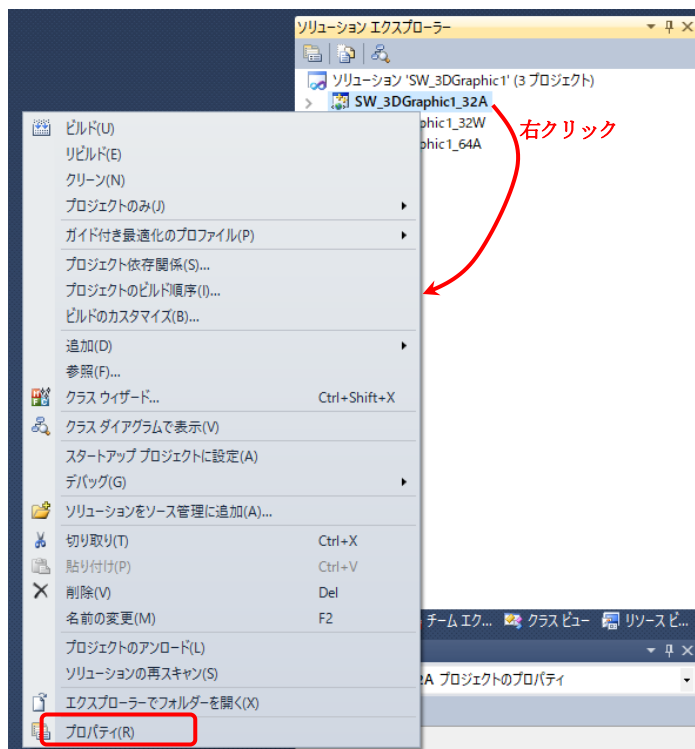 ソリューション エクスプローラー
ソリューション 'SW_3DGraphic1' (3 プロジェクト)
SW_3DGraphic1_32A
phic1_32W
phic1_64A
右クリック
ビルド(U)
リビルド(E)
クリーン(N)
プロジェクトのみ(J)
ガイド付き最適化のプロファイル(P)
プロジェクト依存関係(S)...
プロジェクトのビルド順序(I)...
ビルドのカスタマイズ(B)...
追加(D)
参照(F)...
クラス ウィザード... Ctrl+Shift+X
クラス ダイアグラムで表示(V)
スタートアップ プロジェクトに設定(A)
デバッグ(G)
ソリューションをソース管理に追加(A)...
切り取り(T) Ctrl+X
貼り付け(P) Ctrl+V
削除(V) Del
名前の変更(M) F2
プロジェクトのアンロード(L)
ソリューションの再スキャン(S)
エクスプローラーでフォルダーを開く(X)
プロパティ(R)
チーム エク... クラス ビュー リソース ビ...
2A プロジェクトのプロパティ